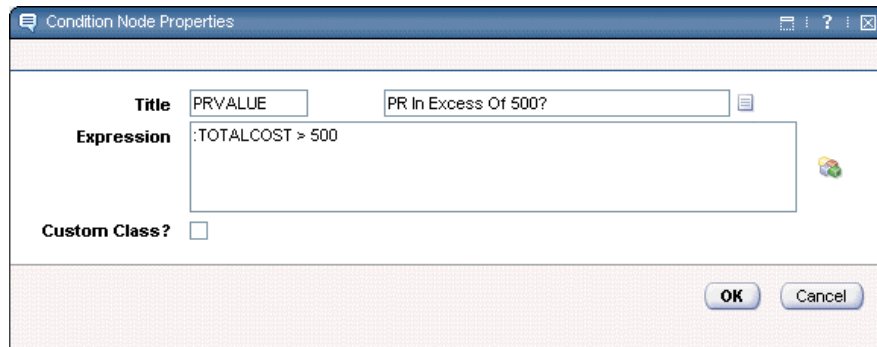 Condition Node Properties ?
Title PRVALUE PR In Excess Of 500?
Expression :TOTALCOST > 500
Custom Class?
OK Cancel